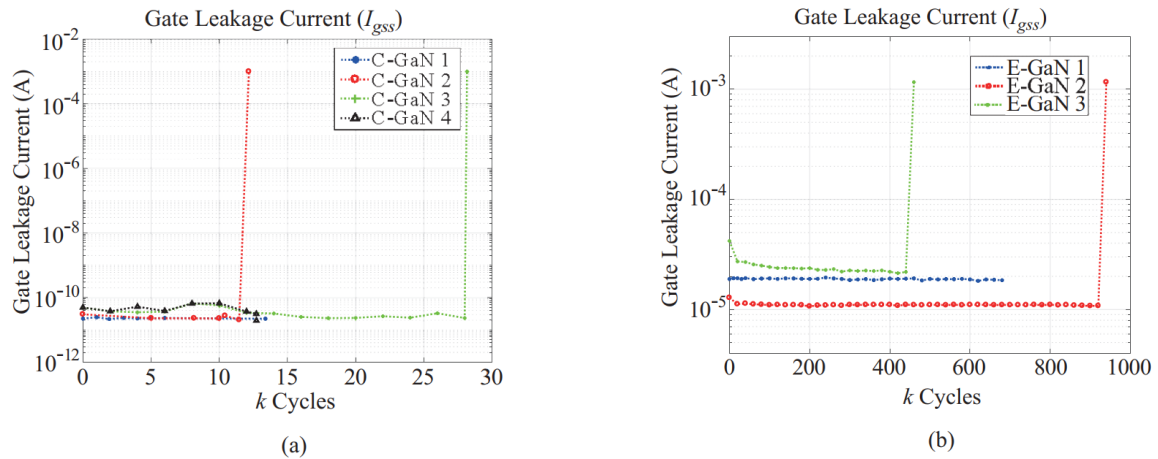 Gate Leakage Current (I_gss)
Gate Leakage Current (A)
10^-2
10^-4
10^-6
10^-8
10^-10
10^-12
C-GaN 1
C-GaN 2
C-GaN 3
C-GaN 4
0 5 10 15 20 25 30
k Cycles
(a)
Gate Leakage Current (I_gss)
Gate Leakage Current (A)
10^-3
10^-4
10^-5
E-GaN 1
E-GaN 2
E-GaN 3
0 200 400 600 800 1000
k Cycles
(b)